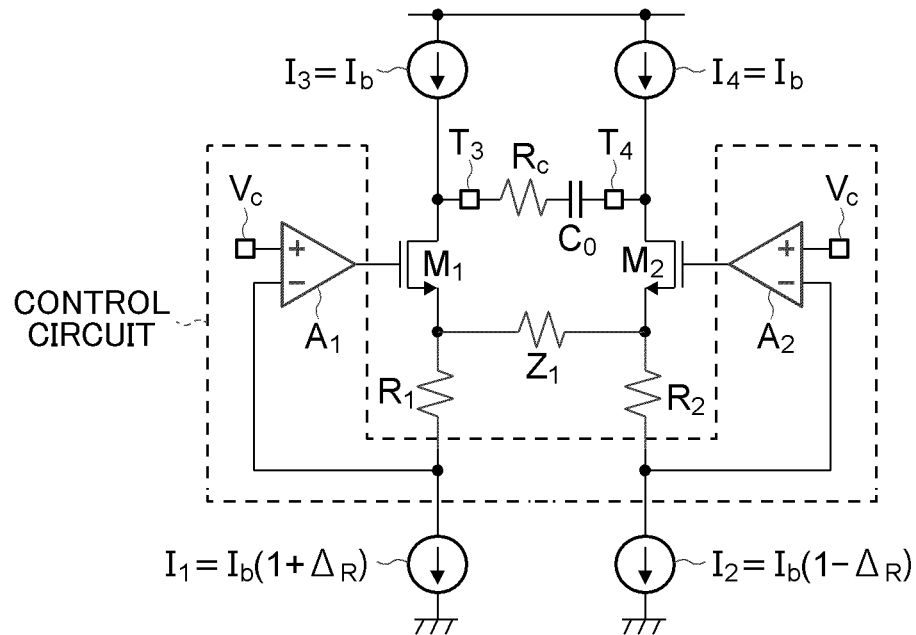 I₃=I_b
I₄=I_b
T₃
R_c
T₄
V_c
V_c
+
−
C₀
+
−
M₁
M₂
CONTROL
CIRCUIT
A₁
A₂
Z₁
R₁
R₂
I₁=I_b(1+Δ_R)
I₂=I_b(1−Δ_R)